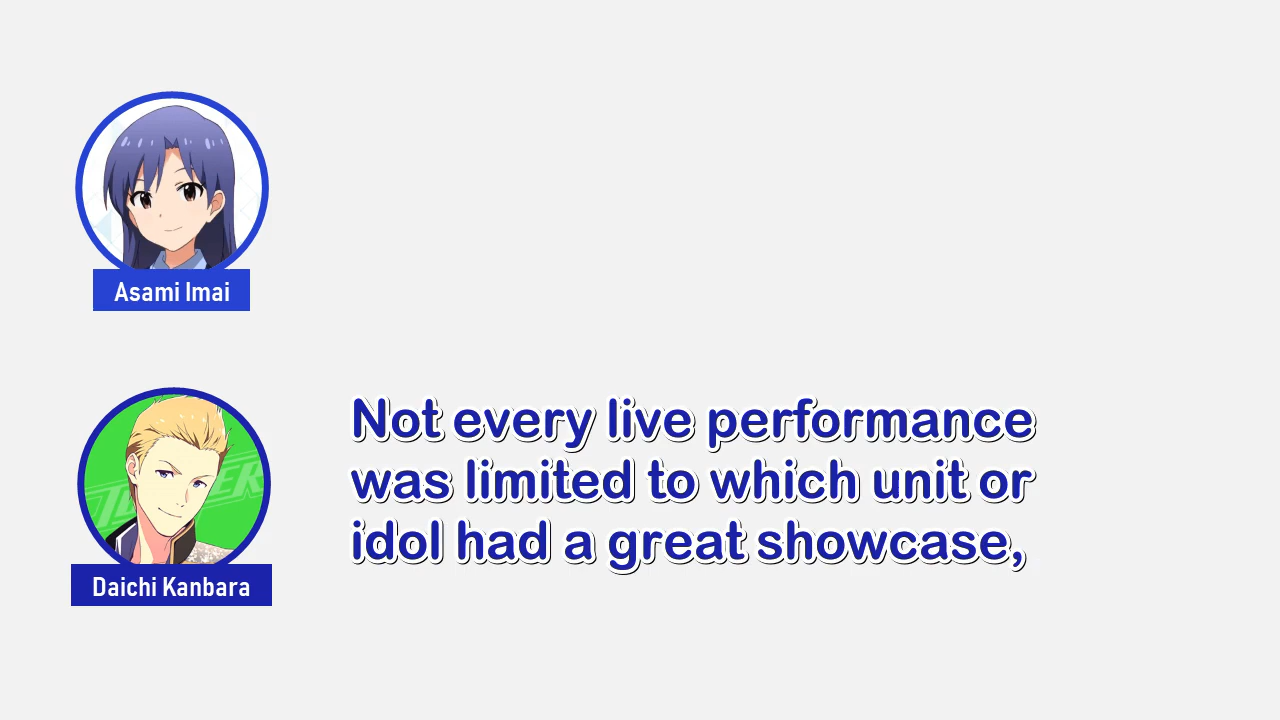 Asami Imai
Daichi Kanbara
Not every live performance
was limited to which unit or
idol had a great showcase,